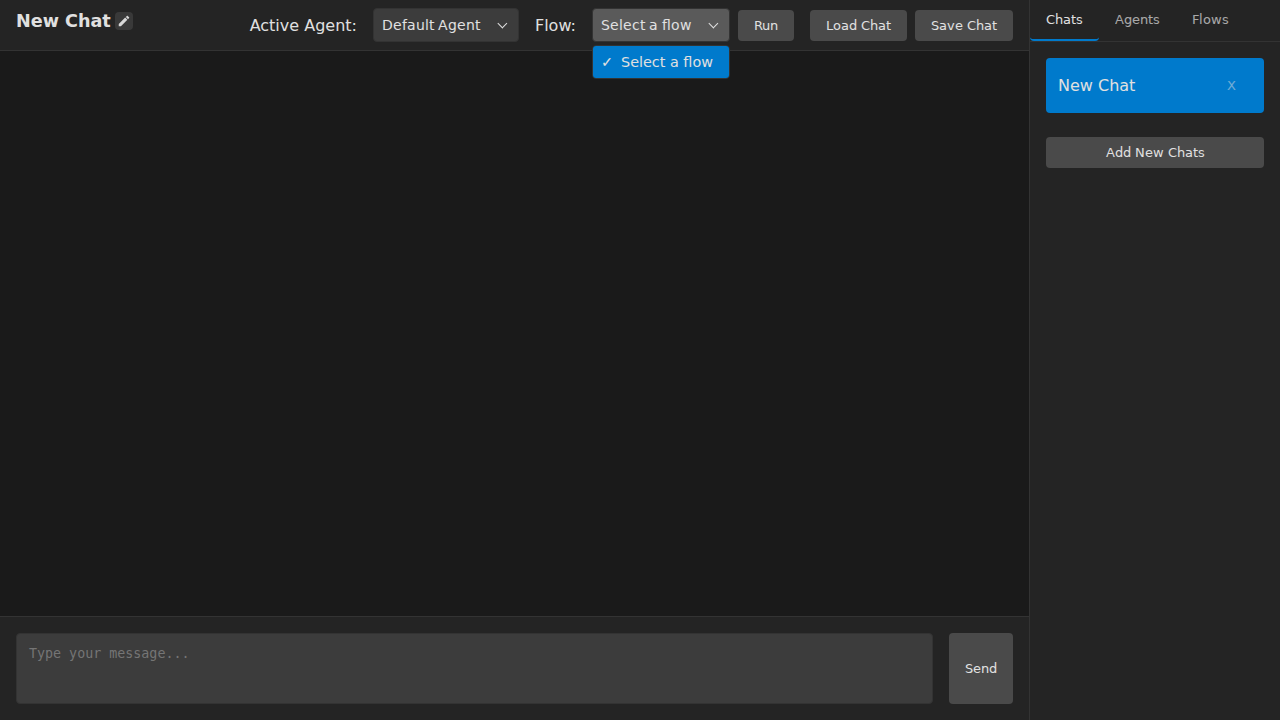 New Chat
Active Agent:
Default Agent
Flow:
Select a flow
Run
Load Chat
Save Chat
Chats
Agents
Flows
✓ Select a flow
New Chat
X
Add New Chats
Type your message...
Send